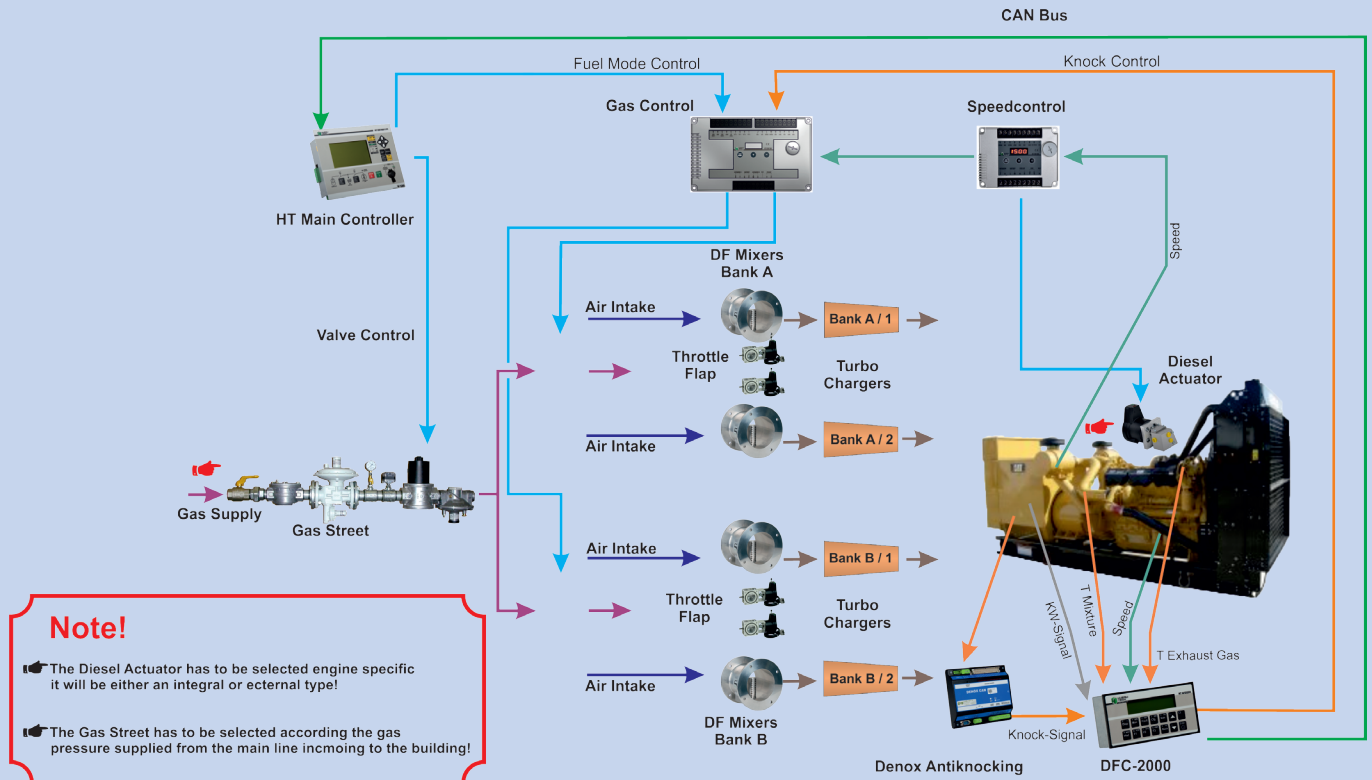 CAN Bus
Fuel Mode Control
Knock Control
Gas Control
Speedcontrol
1500
HT Main Controller
Speed
DF Mixers
Bank A
Air Intake
Bank A / 1
Valve Control
Throttle
Flap
Turbo
Chargers
Diesel
Actuator
Air Intake
Bank A / 2
CAT
Gas Supply
Gas Street
Air Intake
Bank B / 1
Throttle
Flap
Turbo
Chargers
KW-Signal
T Mixture
Speed
T Exhaust Gas
Air Intake
Bank B / 2
DF Mixers
Bank B
Knock-Signal
Denox Antiknocking
DFC-2000
Note!
The Diesel Actuator has to be selected engine specific
it will be either an integral or ecternal type!
The Gas Street has to be selected according the gas
pressure supplied from the main line incmoing to the building!